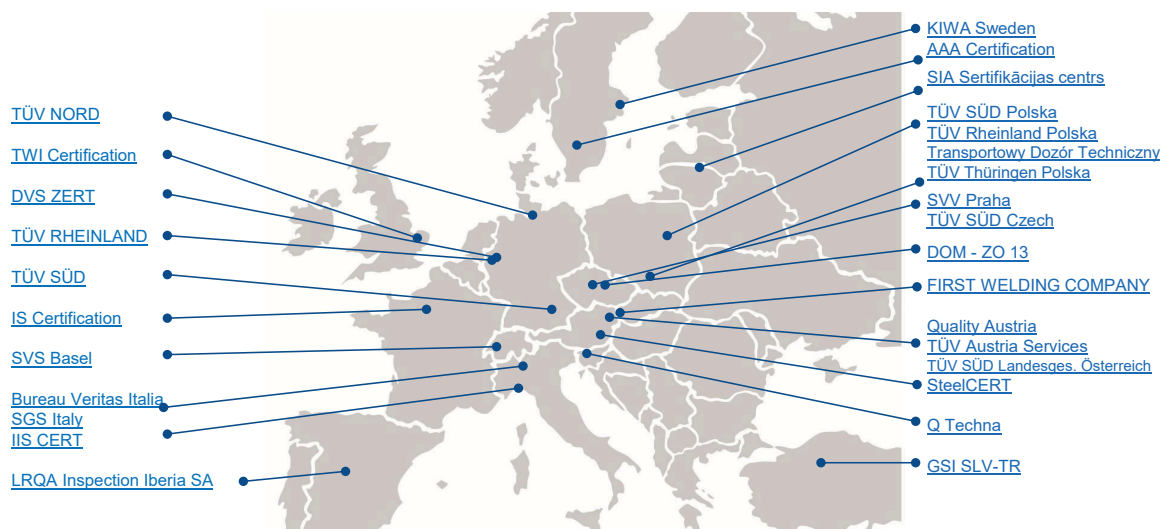 TÜV NORD
TWI Certification
DVS ZERT
TÜV RHEINLAND
TÜV SÜD
IS Certification
SVS Basel
Bureau Veritas Italia
SGS Italy
IIS CERT
LRQA Inspection Iberia SA
KIWA Sweden
AAA Certification
SIA Sertifikācijas centrs
TÜV SÜD Polska
TÜV Rheinland Polska
Transportowy Dozór Techniczny
TÜV Thüringen Polska
SVV Praha
TÜV SÜD Czech
DOM - ZO 13
FIRST WELDING COMPANY
Quality Austria
TÜV Austria Services
TÜV SÜD Landesges. Österreich
SteelCERT
Q Techna
GSI SLV-TR